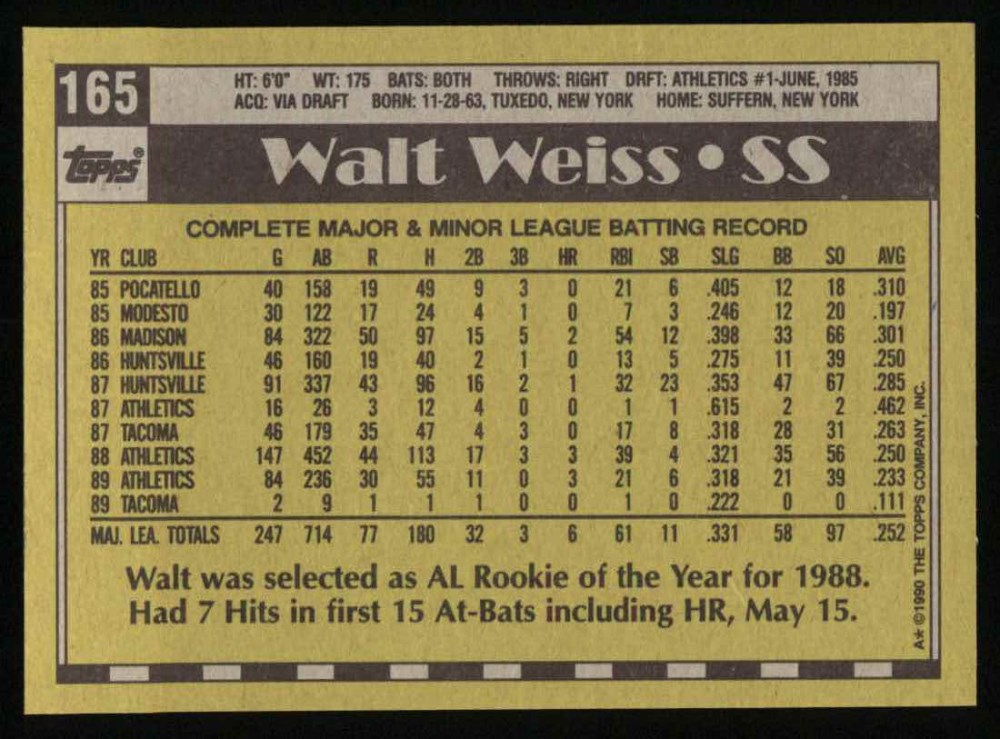 165
HT: 6'0" WT: 175 BATS: BOTH THROWS: RIGHT DRFT: ATHLETICS #1-JUNE, 1985
ACQ: VIA DRAFT BORN: 11-28-63, TUXEDO, NEW YORK HOME: SUFFERN, NEW YORK
Topps®
Walt Weiss • SS
COMPLETE MAJOR & MINOR LEAGUE BATTING RECORD
YR CLUB G AB R H 2B 3B HR RBI SB SLG BB SO AVG
85 POCATELLO 40 158 19 49 9 3 0 21 6 .405 12 18 .310
85 MODESTO 30 122 17 24 4 1 0 7 3 .246 12 20 .197
86 MADISON 84 322 50 97 15 5 2 54 12 .398 33 66 .301
86 HUNTSVILLE 46 160 19 40 2 1 0 13 5 .275 11 39 .250
87 HUNTSVILLE 91 337 43 96 16 2 1 32 23 .353 47 67 .285
87 ATHLETICS 16 26 3 12 4 0 0 1 1 .615 2 2 .462
87 TACOMA 46 179 35 47 4 3 0 17 8 .318 28 31 .263
88 ATHLETICS 147 452 44 113 17 3 3 39 4 .321 35 56 .250
89 ATHLETICS 84 236 30 55 11 0 3 21 6 .318 21 39 .233
89 TACOMA 2 9 1 1 1 0 0 1 0 .222 0 0 .111
MAJ. LEA. TOTALS 247 714 77 180 32 3 6 61 11 .331 58 97 .252
Walt was selected as AL Rookie of the Year for 1988.
Had 7 Hits in first 15 At-Bats including HR, May 15.
A★ ©1990 THE TOPPS COMPANY, INC.